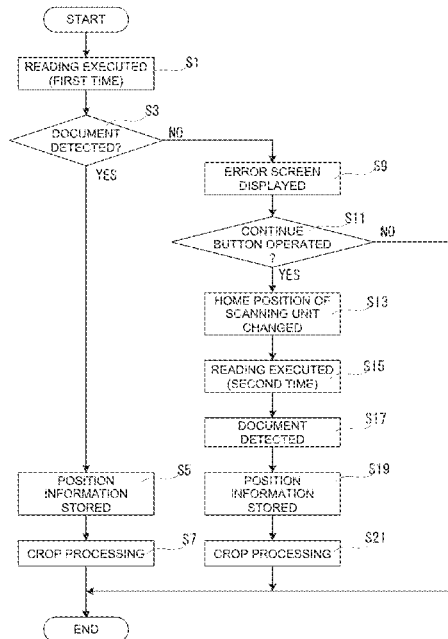 START
READING EXECUTED
(FIRST TIME)
S1
S3
DOCUMENT
DETECTED?
NO
YES
ERROR SCREEN
DISPLAYED
S9
S11
CONTINUE
BUTTON OPERATED
?
NO
YES
HOME POSITION OF
SCANNING UNIT
CHANGED
S13
READING EXECUTED
(SECOND TIME)
S15
DOCUMENT
DETECTED
S17
POSITION
INFORMATION
STORED
S5
POSITION
INFORMATION
STORED
S19
CROP PROCESSING
S7
CROP PROCESSING
S21
END